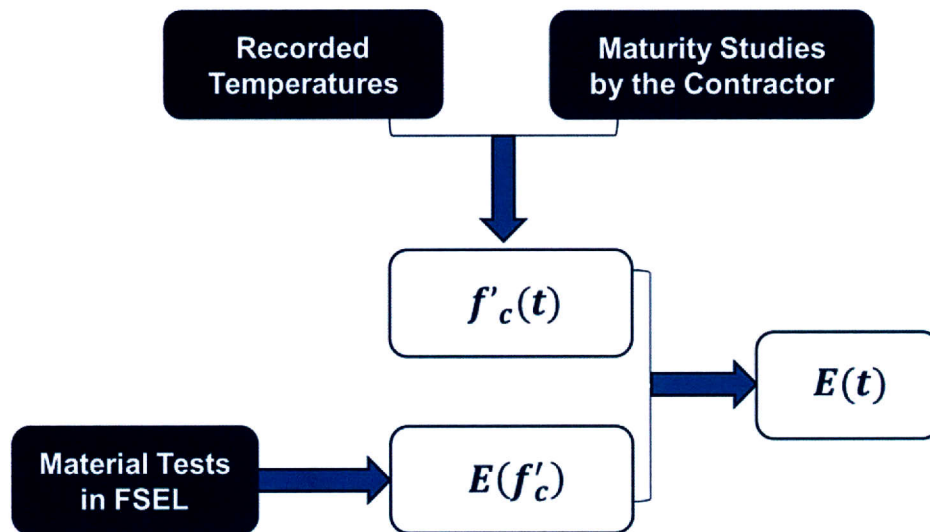 Recorded
Temperatures
Maturity Studies
by the Contractor
f'c(t)
E(t)
Material Tests
in FSEL
E(f'c)